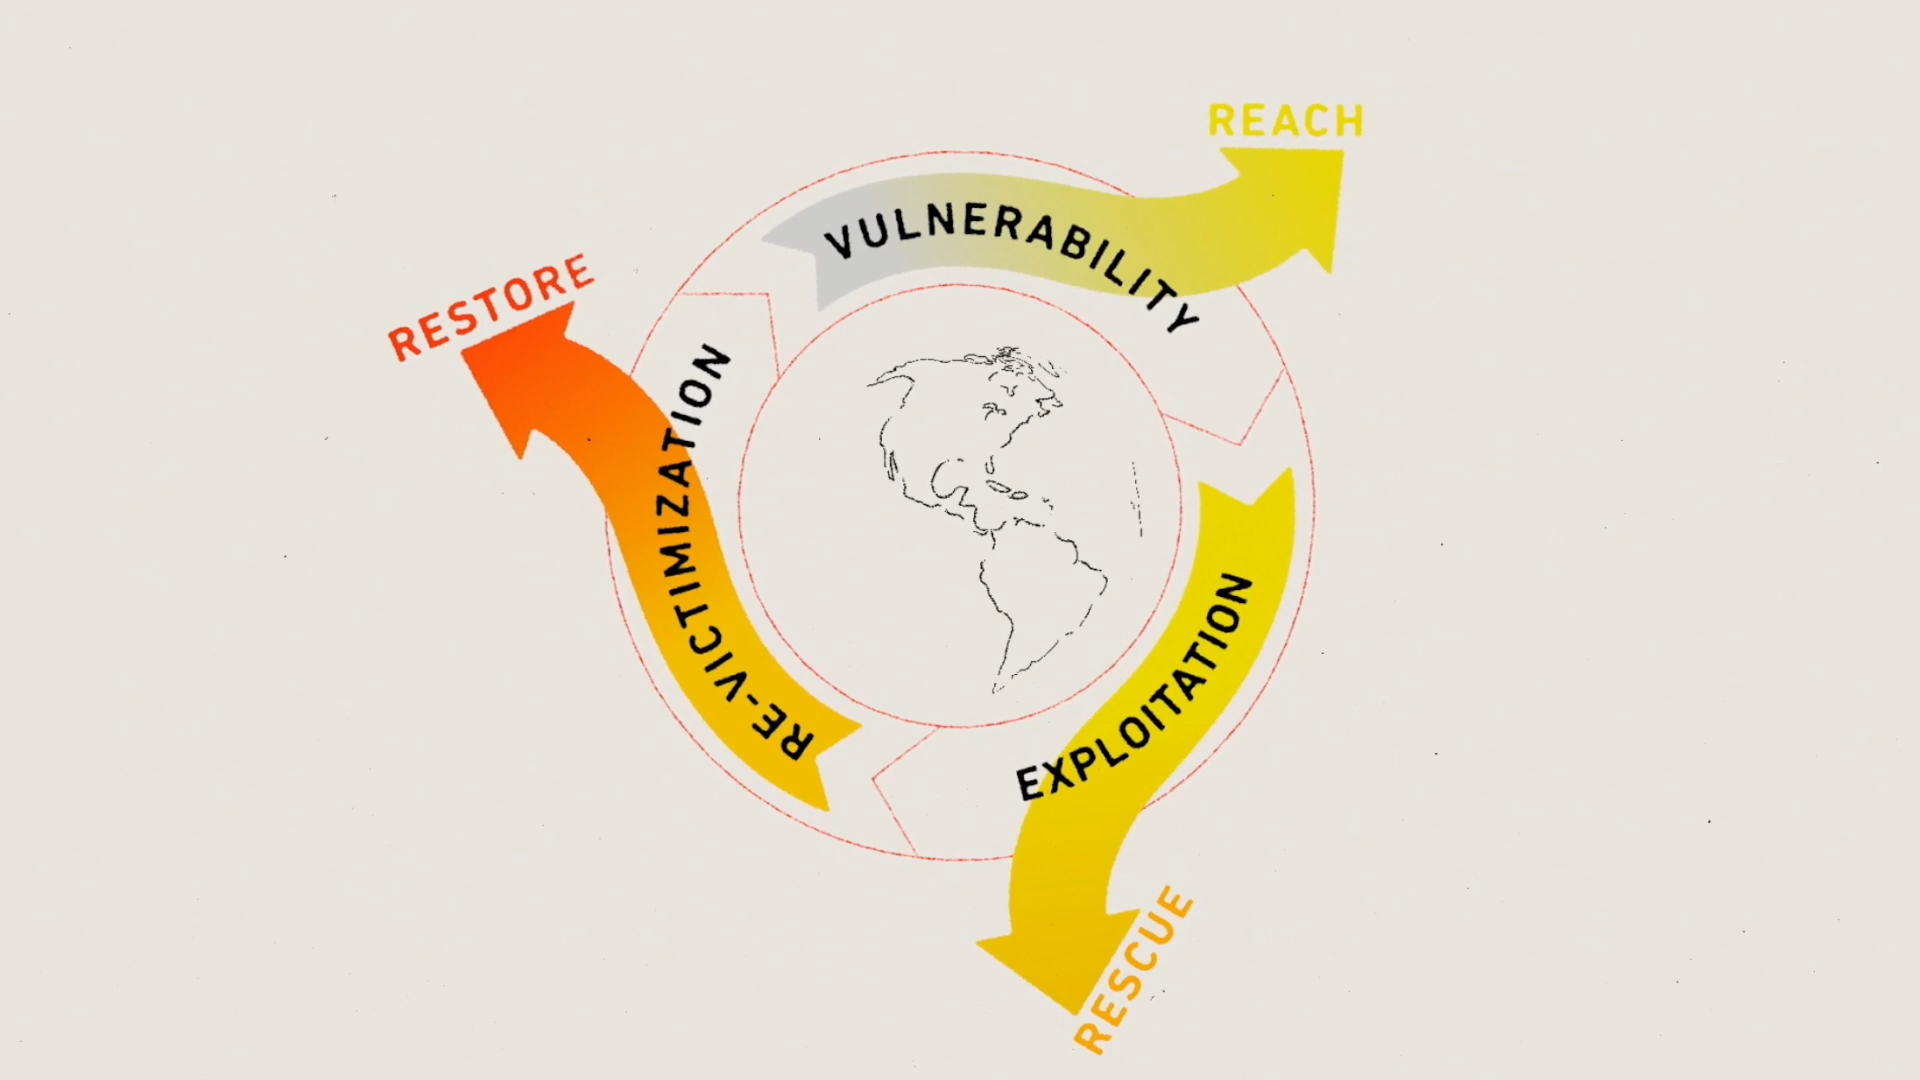 REACH
VULNERABILITY
RESTORE
RE-VICTIMIZATION
EXPLOITATION
RESCUE